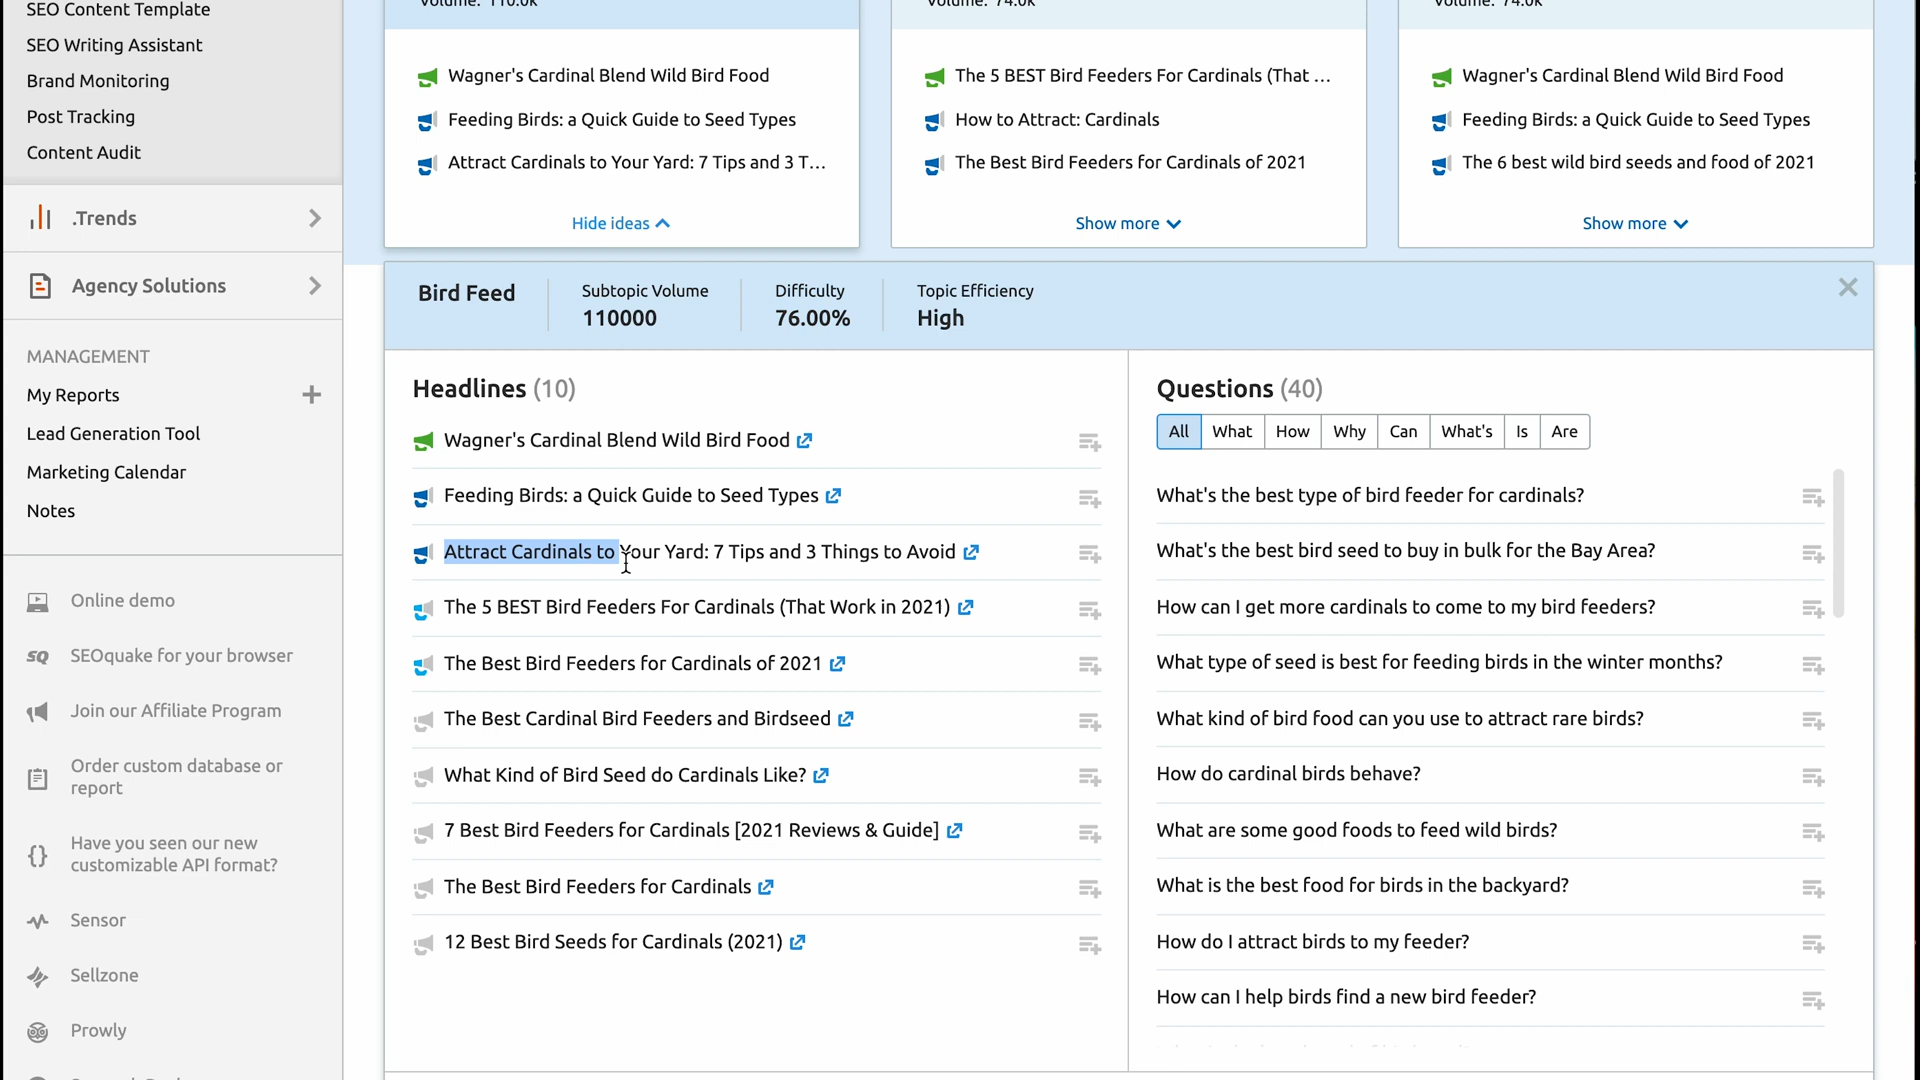 SEO Content Template
SEO Writing Assistant
Brand Monitoring
Post Tracking
Content Audit
.Trends
Agency Solutions
MANAGEMENT
My Reports
Lead Generation Tool
Marketing Calendar
Notes
Online demo
SEOquake for your browser
Join our Affiliate Program
Order custom database or
report
Have you seen our new
customizable API format?
Sensor
Sellzone
Prowly
Volume: 110.0k
Wagner's Cardinal Blend Wild Bird Food
Feeding Birds: a Quick Guide to Seed Types
Attract Cardinals to Your Yard: 7 Tips and 3 T...
Hide ideas
Volume: 74.0k
The 5 BEST Bird Feeders For Cardinals (That ...
How to Attract: Cardinals
The Best Bird Feeders for Cardinals of 2021
Show more
Volume: 74.0k
Wagner's Cardinal Blend Wild Bird Food
Feeding Birds: a Quick Guide to Seed Types
The 6 best wild bird seeds and food of 2021
Show more
Bird Feed
Subtopic Volume
110000
Difficulty
76.00%
Topic Efficiency
High
Headlines (10)
Wagner's Cardinal Blend Wild Bird Food
Feeding Birds: a Quick Guide to Seed Types
Attract Cardinals to Your Yard: 7 Tips and 3 Things to Avoid
The 5 BEST Bird Feeders For Cardinals (That Work in 2021)
The Best Bird Feeders for Cardinals of 2021
The Best Cardinal Bird Feeders and Birdseed
What Kind of Bird Seed do Cardinals Like?
7 Best Bird Feeders for Cardinals [2021 Reviews & Guide]
The Best Bird Feeders for Cardinals
12 Best Bird Seeds for Cardinals (2021)
Questions (40)
All What How Why Can What's Is Are
What's the best type of bird feeder for cardinals?
What's the best bird seed to buy in bulk for the Bay Area?
How can I get more cardinals to come to my bird feeders?
What type of seed is best for feeding birds in the winter months?
What kind of bird food can you use to attract rare birds?
How do cardinal birds behave?
What are some good foods to feed wild birds?
What is the best food for birds in the backyard?
How do I attract birds to my feeder?
How can I help birds find a new bird feeder?